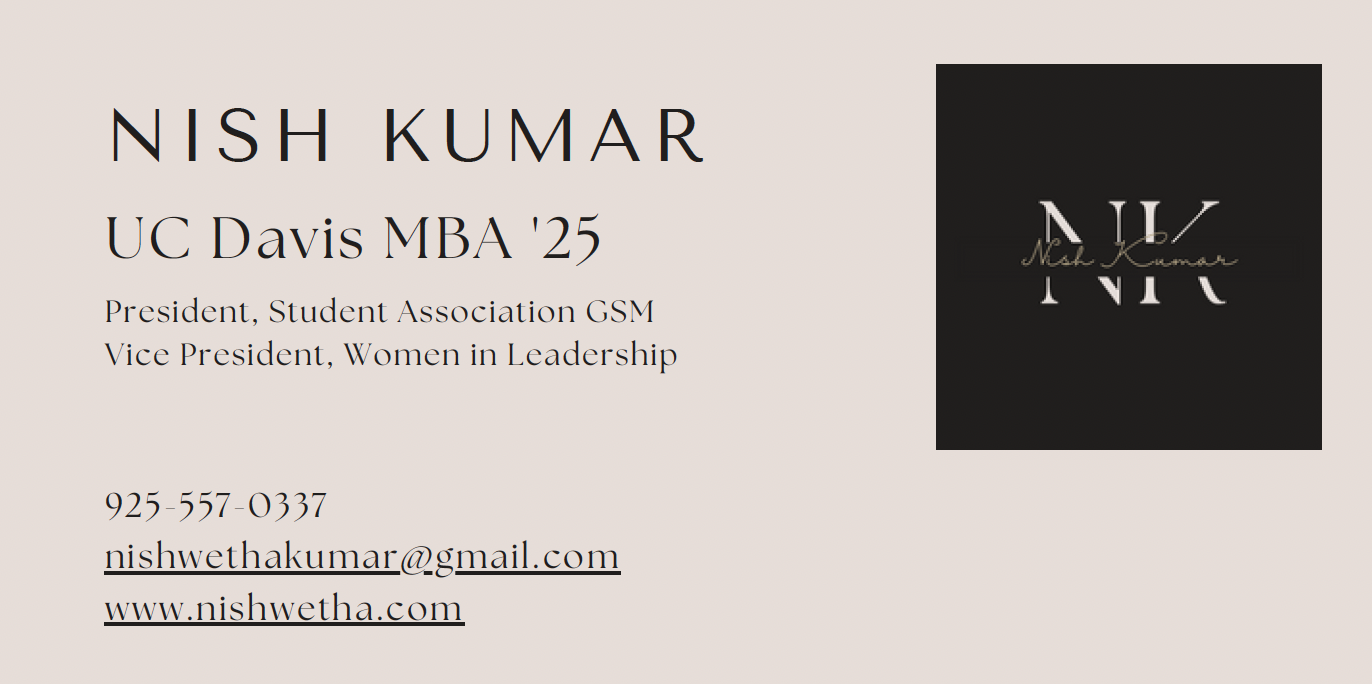 NISH KUMAR
UC Davis MBA '25
President, Student Association GSM
Vice President, Women in Leadership
925-557-0337
nishwethakumar@gmail.com
www.nishwetha.com
NK
Nish Kumar